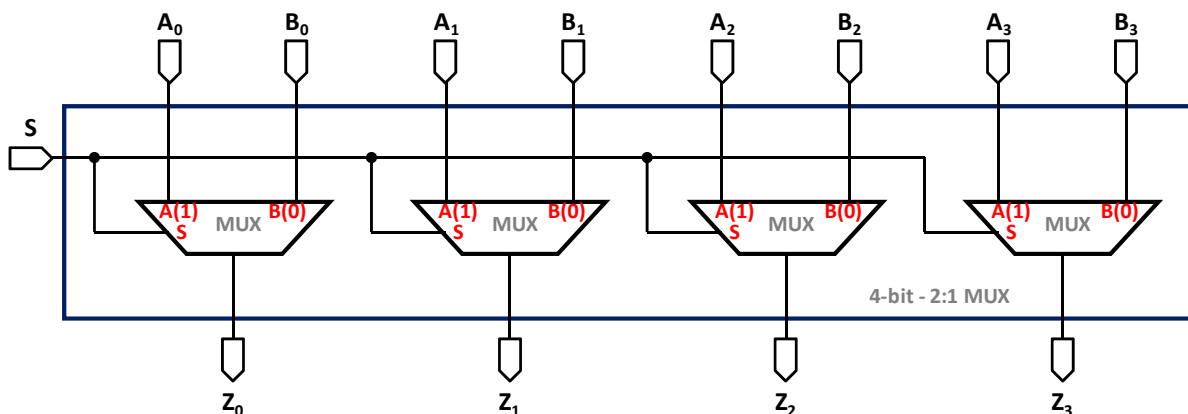 A₀ B₀ A₁ B₁ A₂ B₂ A₃ B₃
S
A(1) B(0) A(1) B(0) A(1) B(0) A(1) B(0)
S MUX S MUX S MUX S MUX
4-bit - 2:1 MUX
Z₀ Z₁ Z₂ Z₃